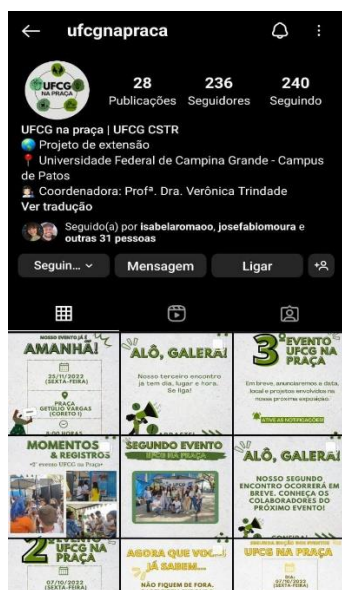 ufcgnapraca
UFCG
NA PRAÇA
28
236
240
Publicações
Seguidores
Seguindo
UFCG na praça | UFCG CSTR
Projeto de extensão
Universidade Federal de Campina Grande - Campus
de Patos
Coordenadora: Profª. Dra. Verônica Trindade
Ver tradução
Seguido(a) por isabelaromaoo, josefabiomoura e
outras 31 pessoas
Seguin...
Mensagem
Ligar
NOSSO EVENTO JÁ É
AMANHÃ!
25/11/2022
(SEXTA-FEIRA)
PRAÇA
GETÚLIO VARGAS
(CORETO I)
ALÔ, GALERA!
Nosso terceiro encontro
já tem dia, lugar e hora.
Se liga!
3º EVENTO
UFCG NA
PRAÇA
Em breve, anunciaremos a data,
local e projetos envolvidos na
nossa próxima exposição.
ATIVE AS NOTIFICAÇÕES!
MOMENTOS
& REGISTROS
evento UFCG na Praça
SEGUNDO EVENTO
UFCG NA PRAÇA
ALÔ, GALERA!
NOSSO SEGUNDO
ENCONTRO OCORRERÁ EM
BREVE. CONHEÇA OS
COLABORADORES DO
PRÓXIMO EVENTO!
2º EVENTO
UFCG NA
PRAÇA
07/10/2022
(SEXTA-FEIRA)
AGORA QUE VOC...
JÁ SABEM...
NÃO FIQUEM DE FORA.
UFCG NA PRAÇA
DIA:
07/10/2022
(SEXTA-FEIRA)